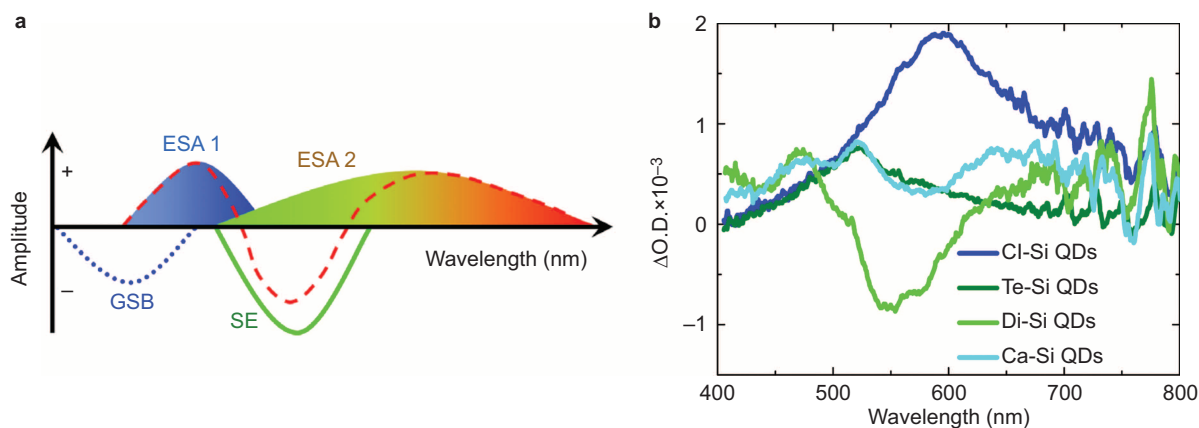 a
Amplitude
+
–
ESA 1
ESA 2
GSB
SE
Wavelength (nm)
b
ΔO.D.×10⁻³
2
1
0
–1
400
500
600
700
800
Wavelength (nm)
Cl-Si QDs
Te-Si QDs
Di-Si QDs
Ca-Si QDs